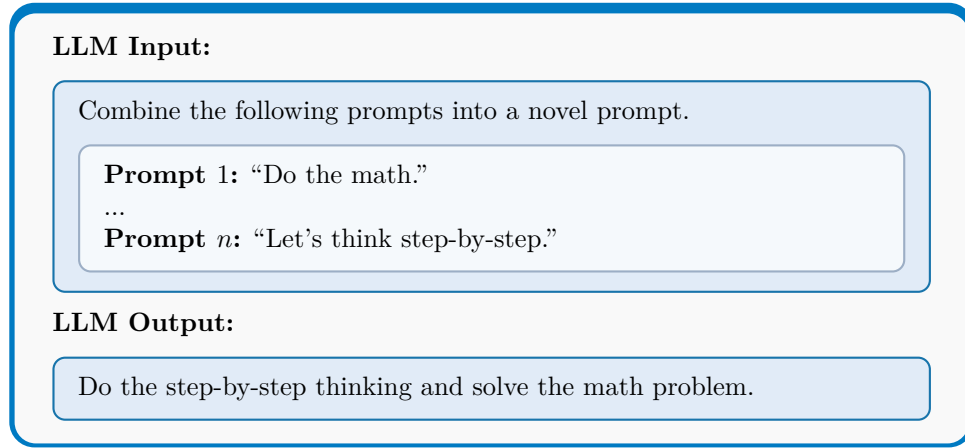 LLM Input:
Combine the following prompts into a novel prompt.
Prompt 1: “Do the math.”
...
Prompt n: “Let’s think step-by-step.”
LLM Output:
Do the step-by-step thinking and solve the math problem.